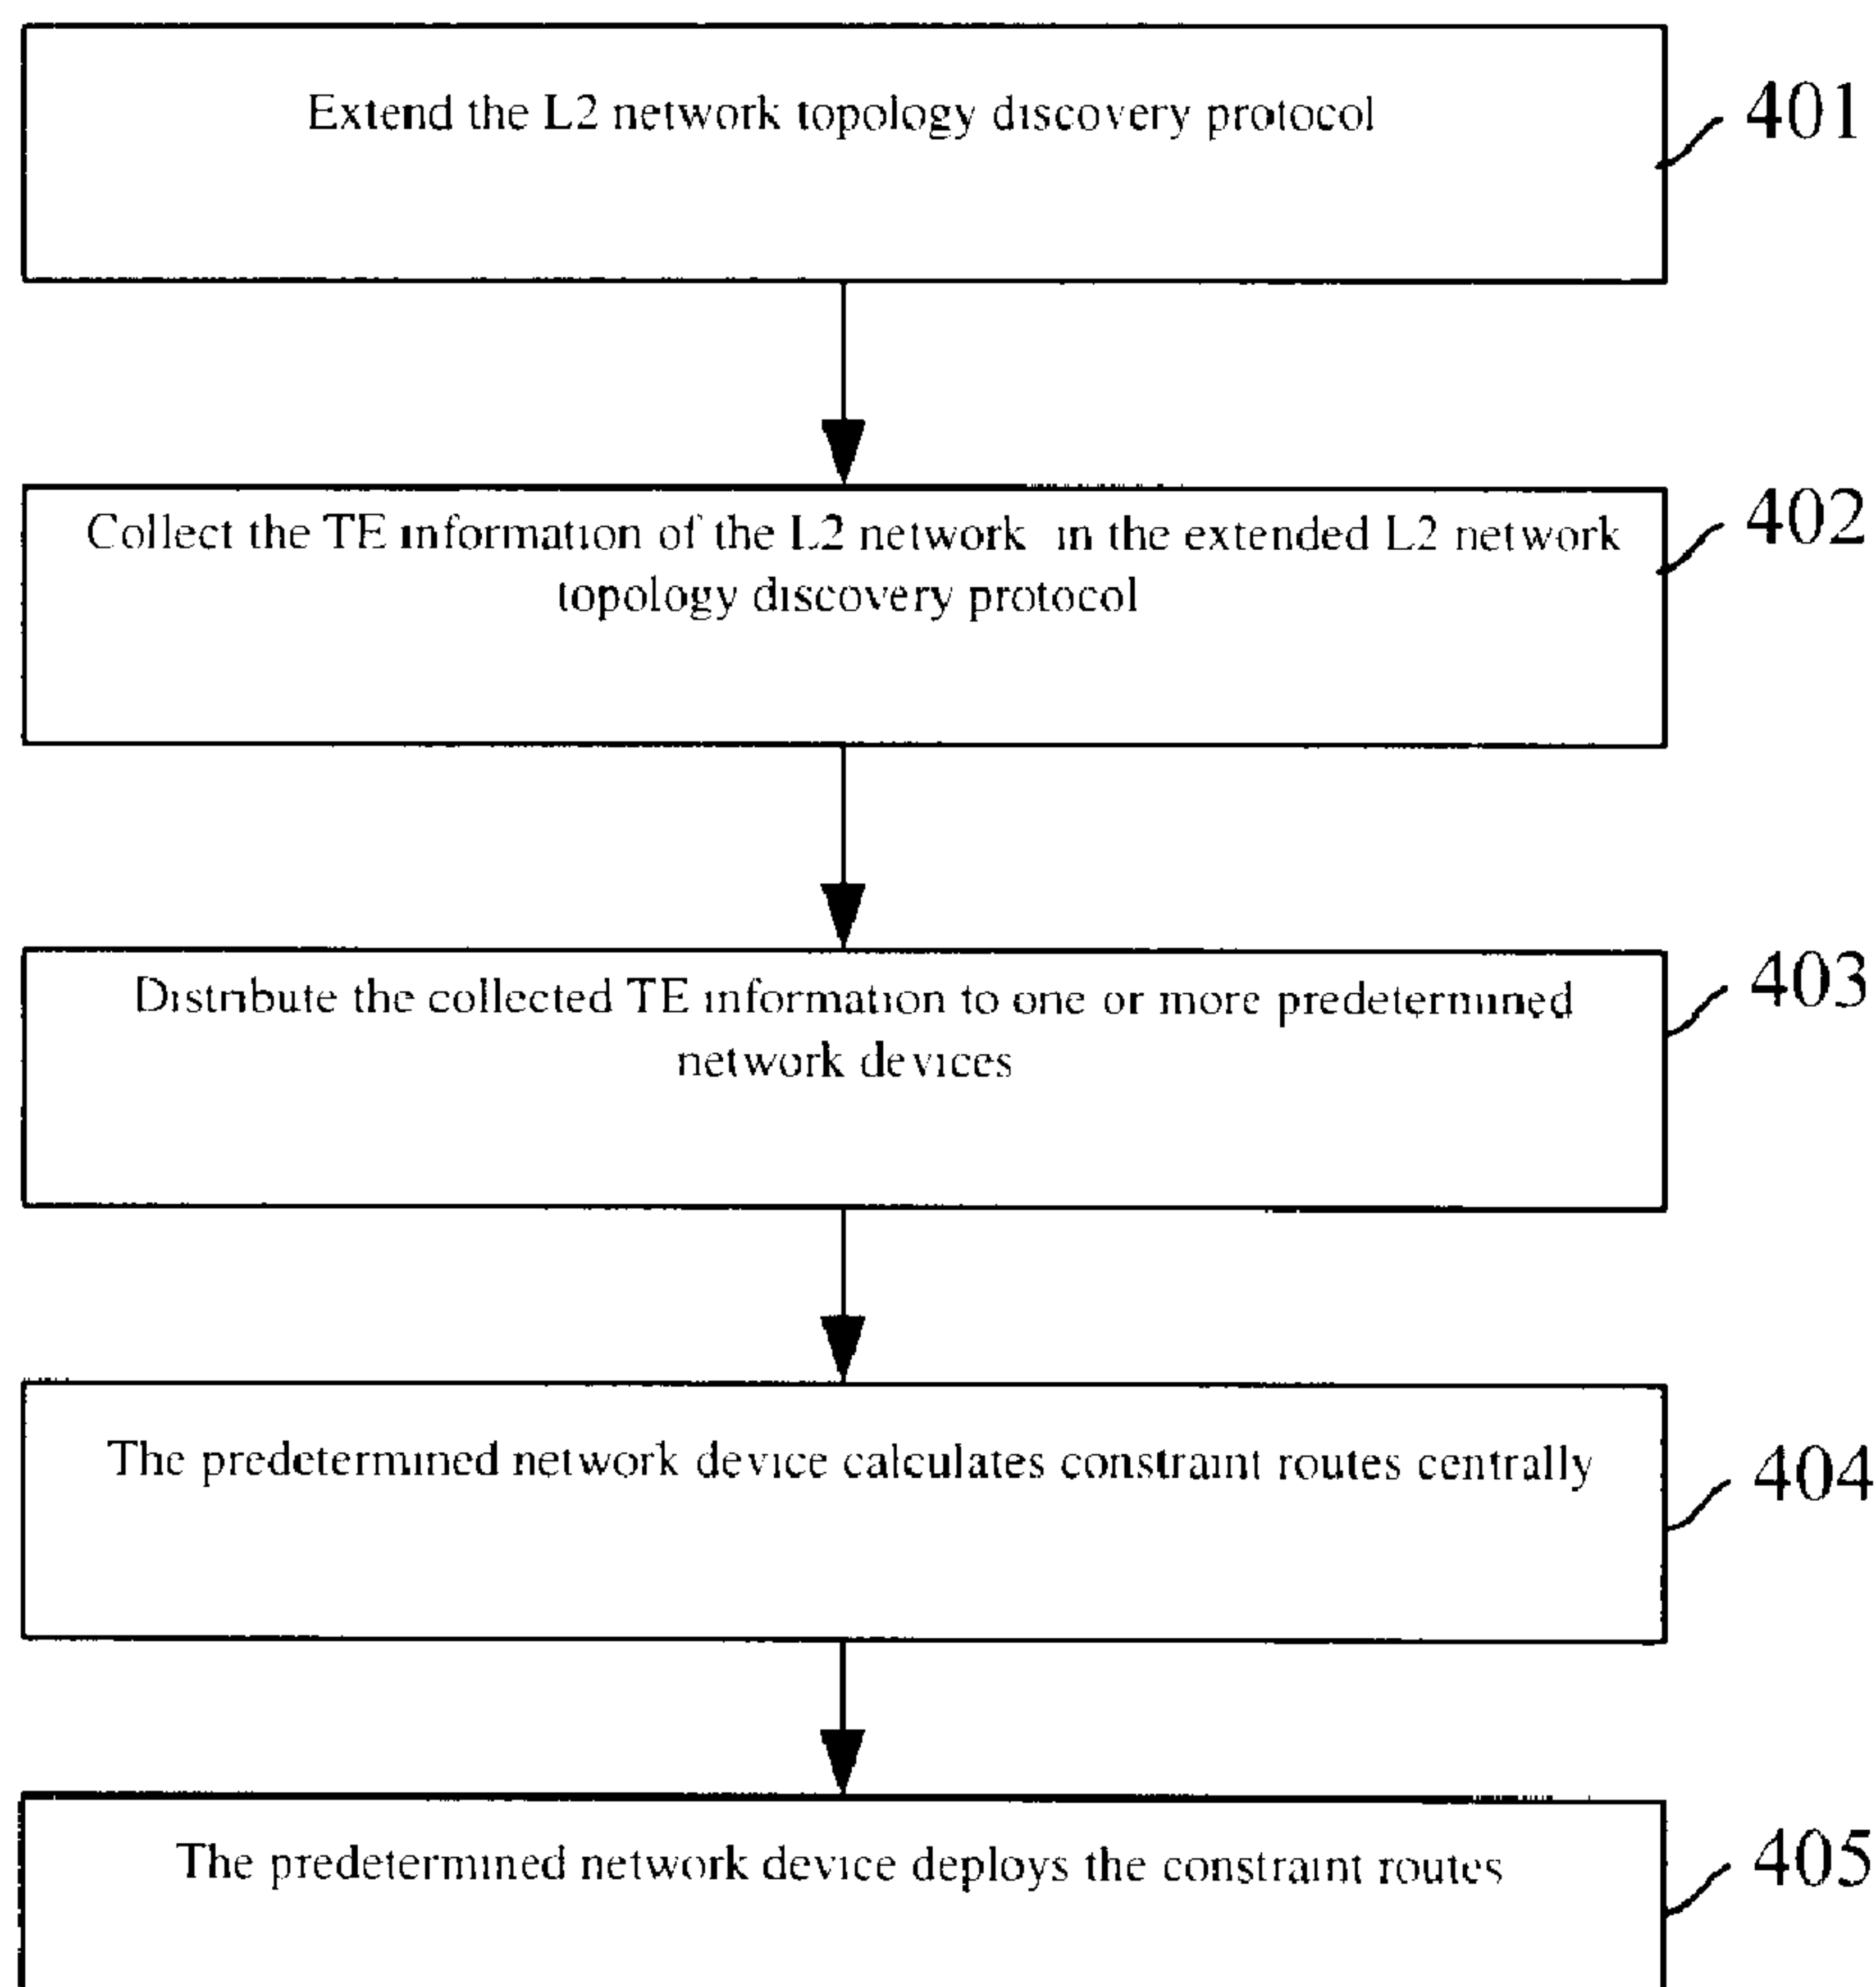 Extend the L2 network topology discovery protocol
401
Collect the TE information of the L2 network in the extended L2 network
topology discovery protocol
402
Distribute the collected TE information to one or more predetermined
network devices
403
The predetermined network device calculates constraint routes centrally
404
The predetermined network device deploys the constraint routes
405